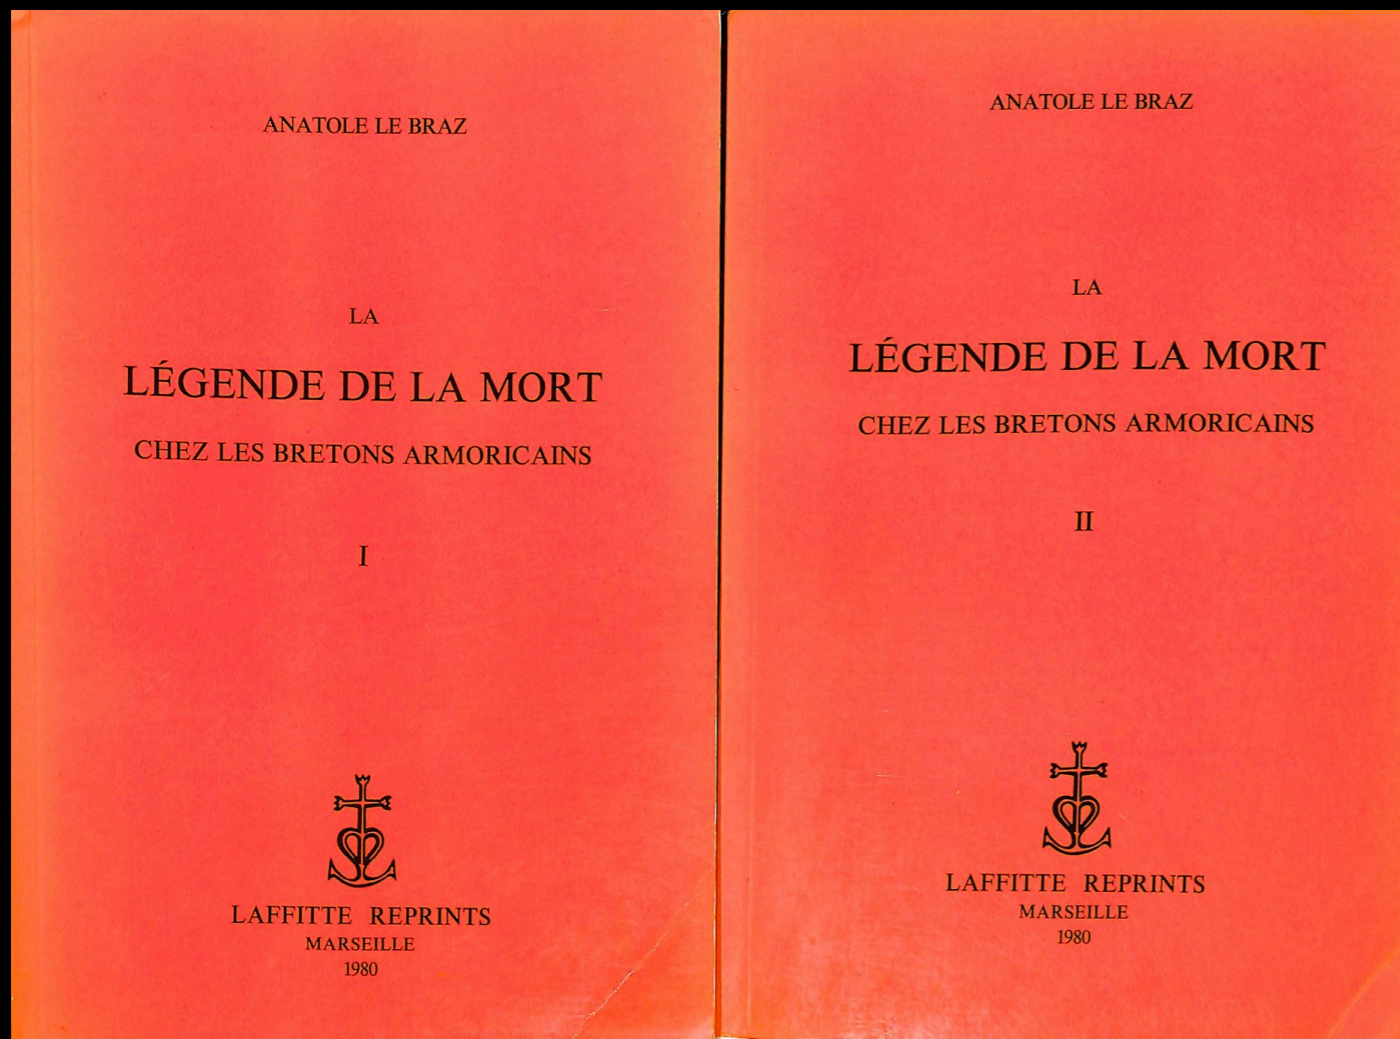 ANATOLE LE BRAZ
LA
LÉGENDE DE LA MORT
CHEZ LES BRETONS ARMORICAINS
I
LAFFITTE REPRINTS
MARSEILLE
1980
ANATOLE LE BRAZ
LA
LÉGENDE DE LA MORT
CHEZ LES BRETONS ARMORICAINS
II
LAFFITTE REPRINTS
MARSEILLE
1980